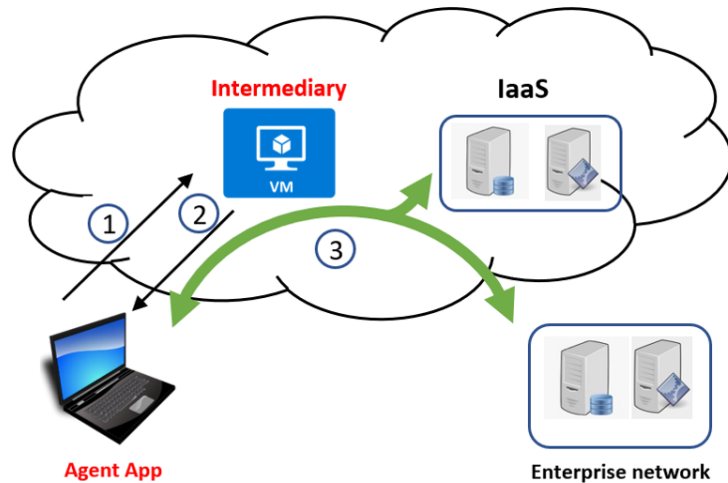 Intermediary
IaaS
VM
1
2
3
Agent App
Enterprise network